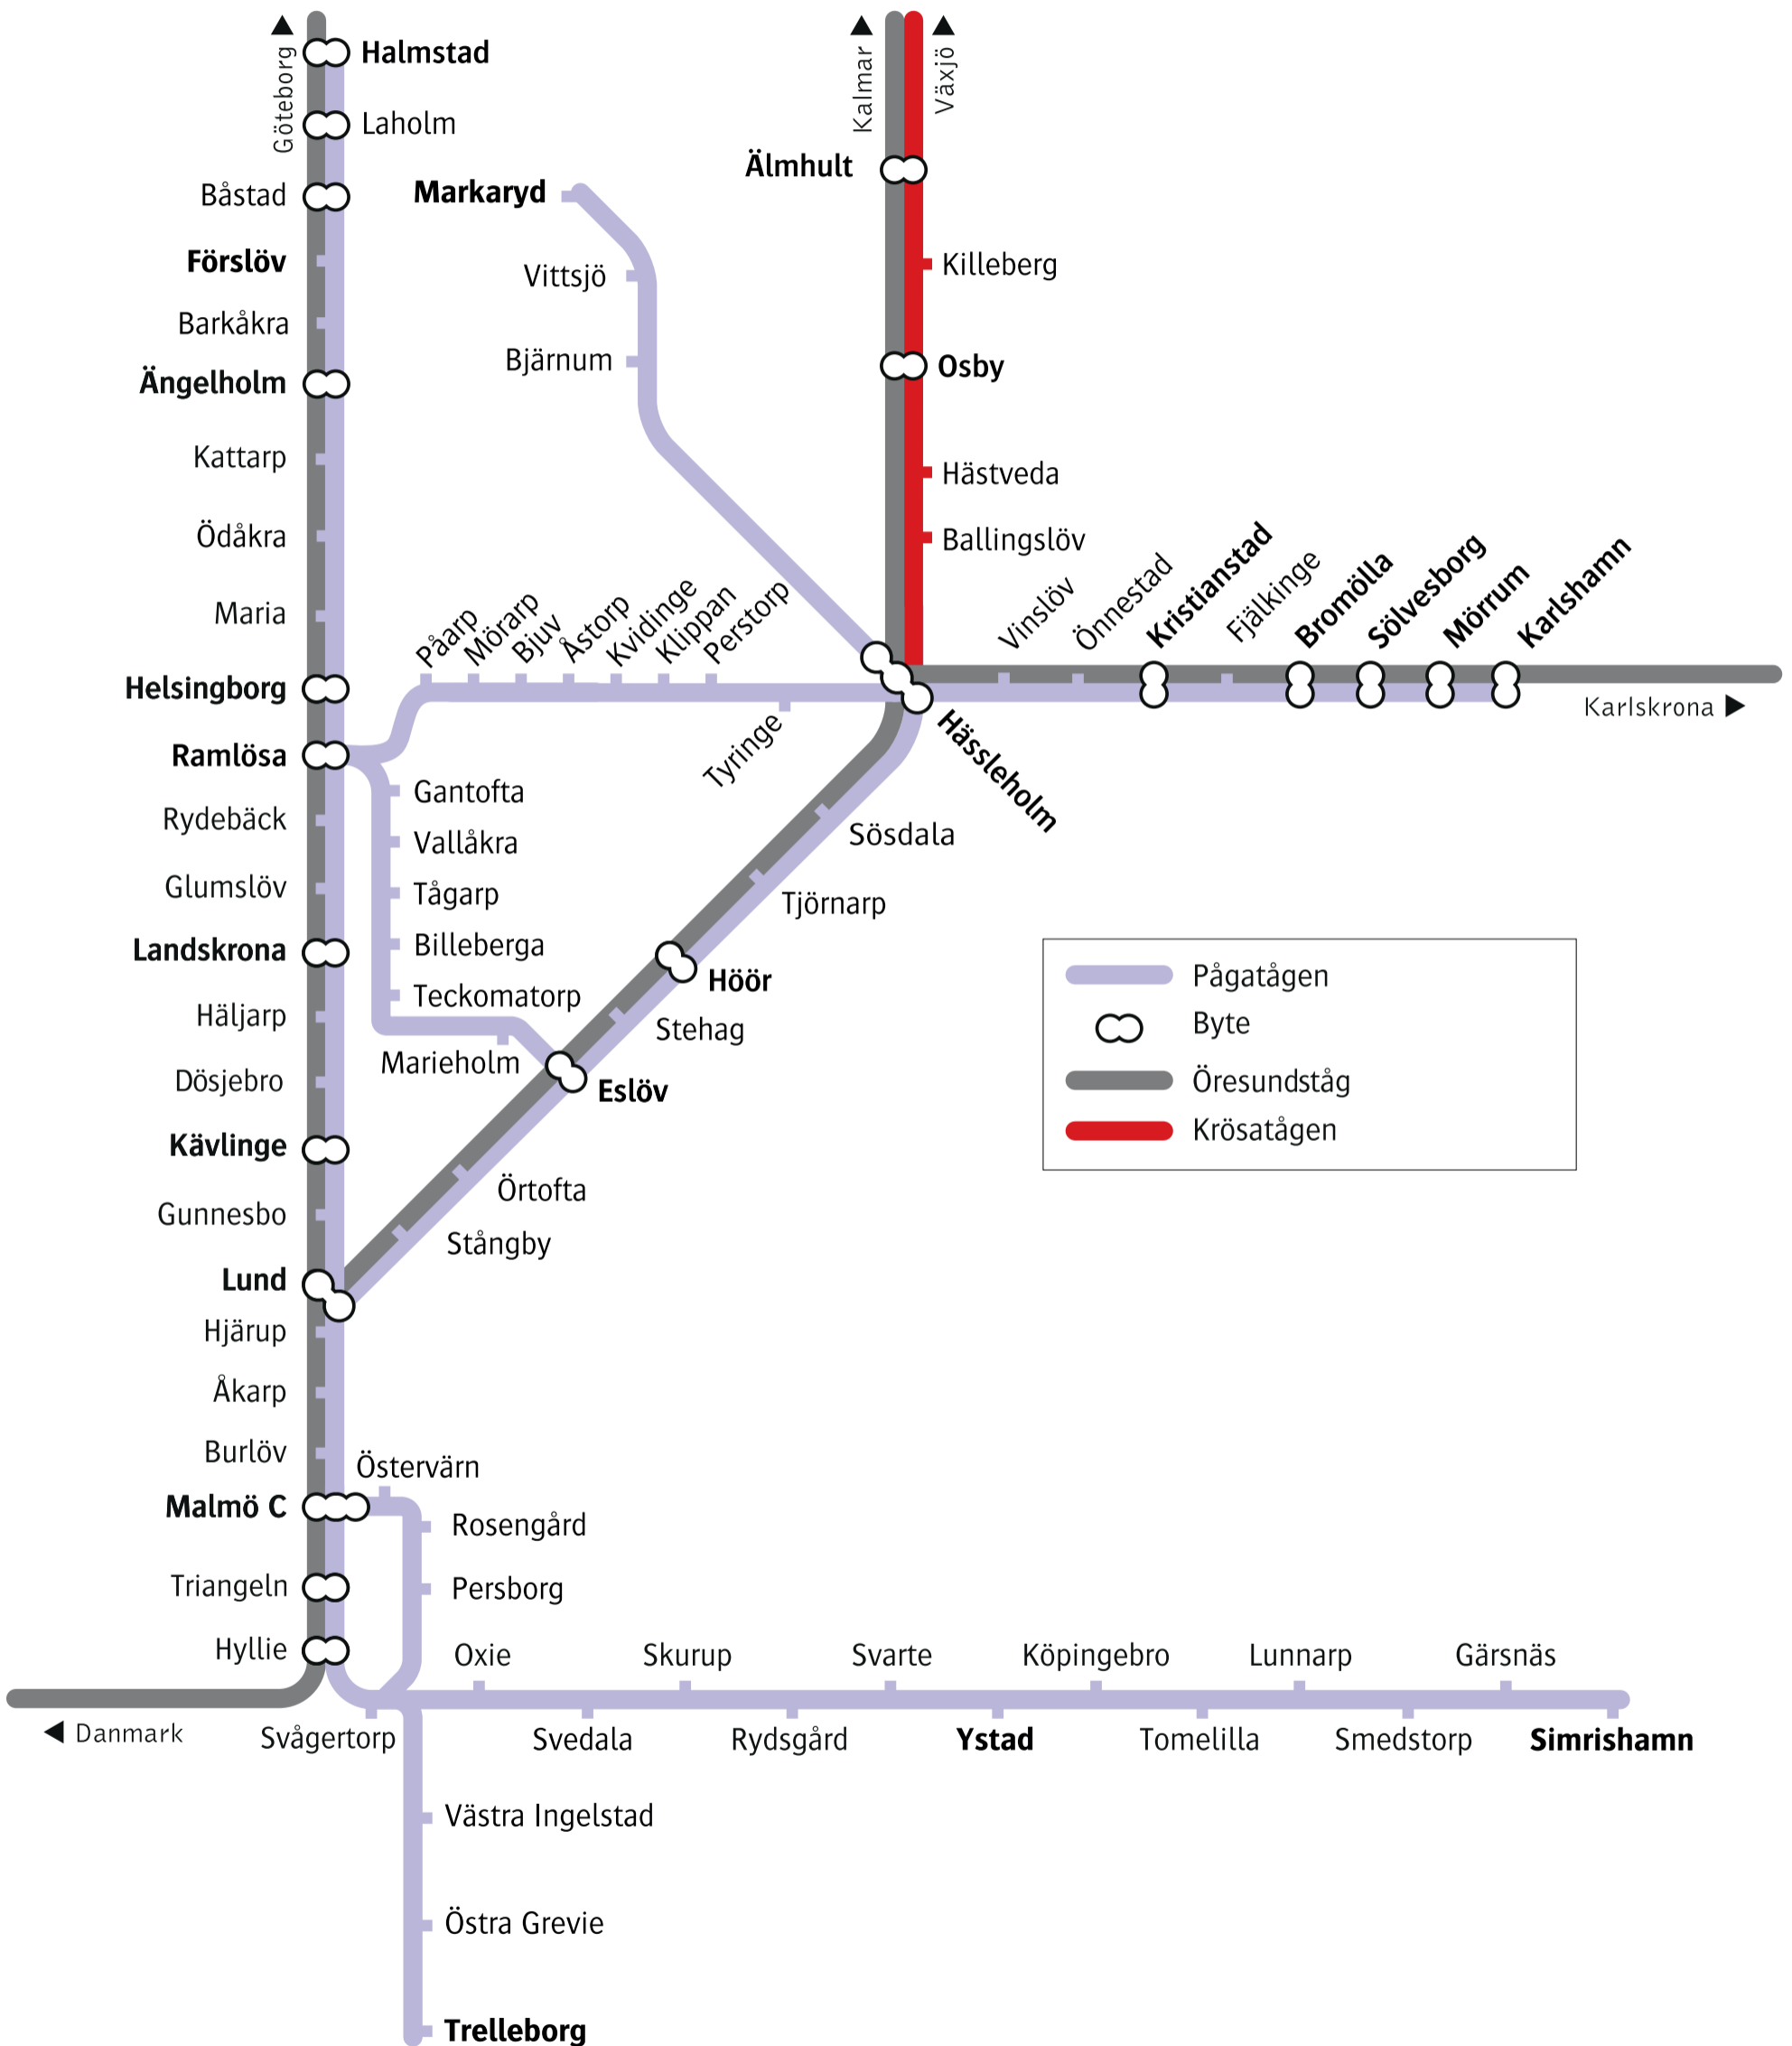 Göteborg
Halmstad
Laholm
Båstad
Förslöv
Barkåkra
Ängelholm
Kattarp
Ödåkra
Maria
Helsingborg
Ramlösa
Rydebäck
Glumslöv
Landskrona
Häljarp
Dösjebro
Kävlinge
Gunnesbo
Lund
Hjärup
Åkarp
Burlöv
Malmö C
Triangeln
Hyllie
Danmark
Markaryd
Vittsjö
Bjärnum
Kalmar
Växjö
Älmhult
Killeberg
Osby
Hästveda
Ballingslöv
Påarp
Mörarp
Bjuv
Åstorp
Kvidinge
Klippan
Perstorp
Tyringe
Hässleholm
Vinslöv
Önnestad
Kristianstad
Fjälkinge
Bromölla
Sölvesborg
Mörrum
Karlshamn
Karlskrona
Gantofta
Vallåkra
Tågarp
Billeberga
Teckomatorp
Marieholm
Sösdala
Tjörnarp
Höör
Stehag
Eslöv
Örtofta
Stångby
Pågatågen
Byte
Öresundståg
Krösatågen
Östervärn
Rosengård
Persborg
Svågertorp
Oxie
Svedala
Skurup
Rydsgård
Svarte
Ystad
Köpingebro
Tomelilla
Lunnarp
Smedstorp
Gärsnäs
Simrishamn
Västra Ingelstad
Östra Grevie
Trelleborg